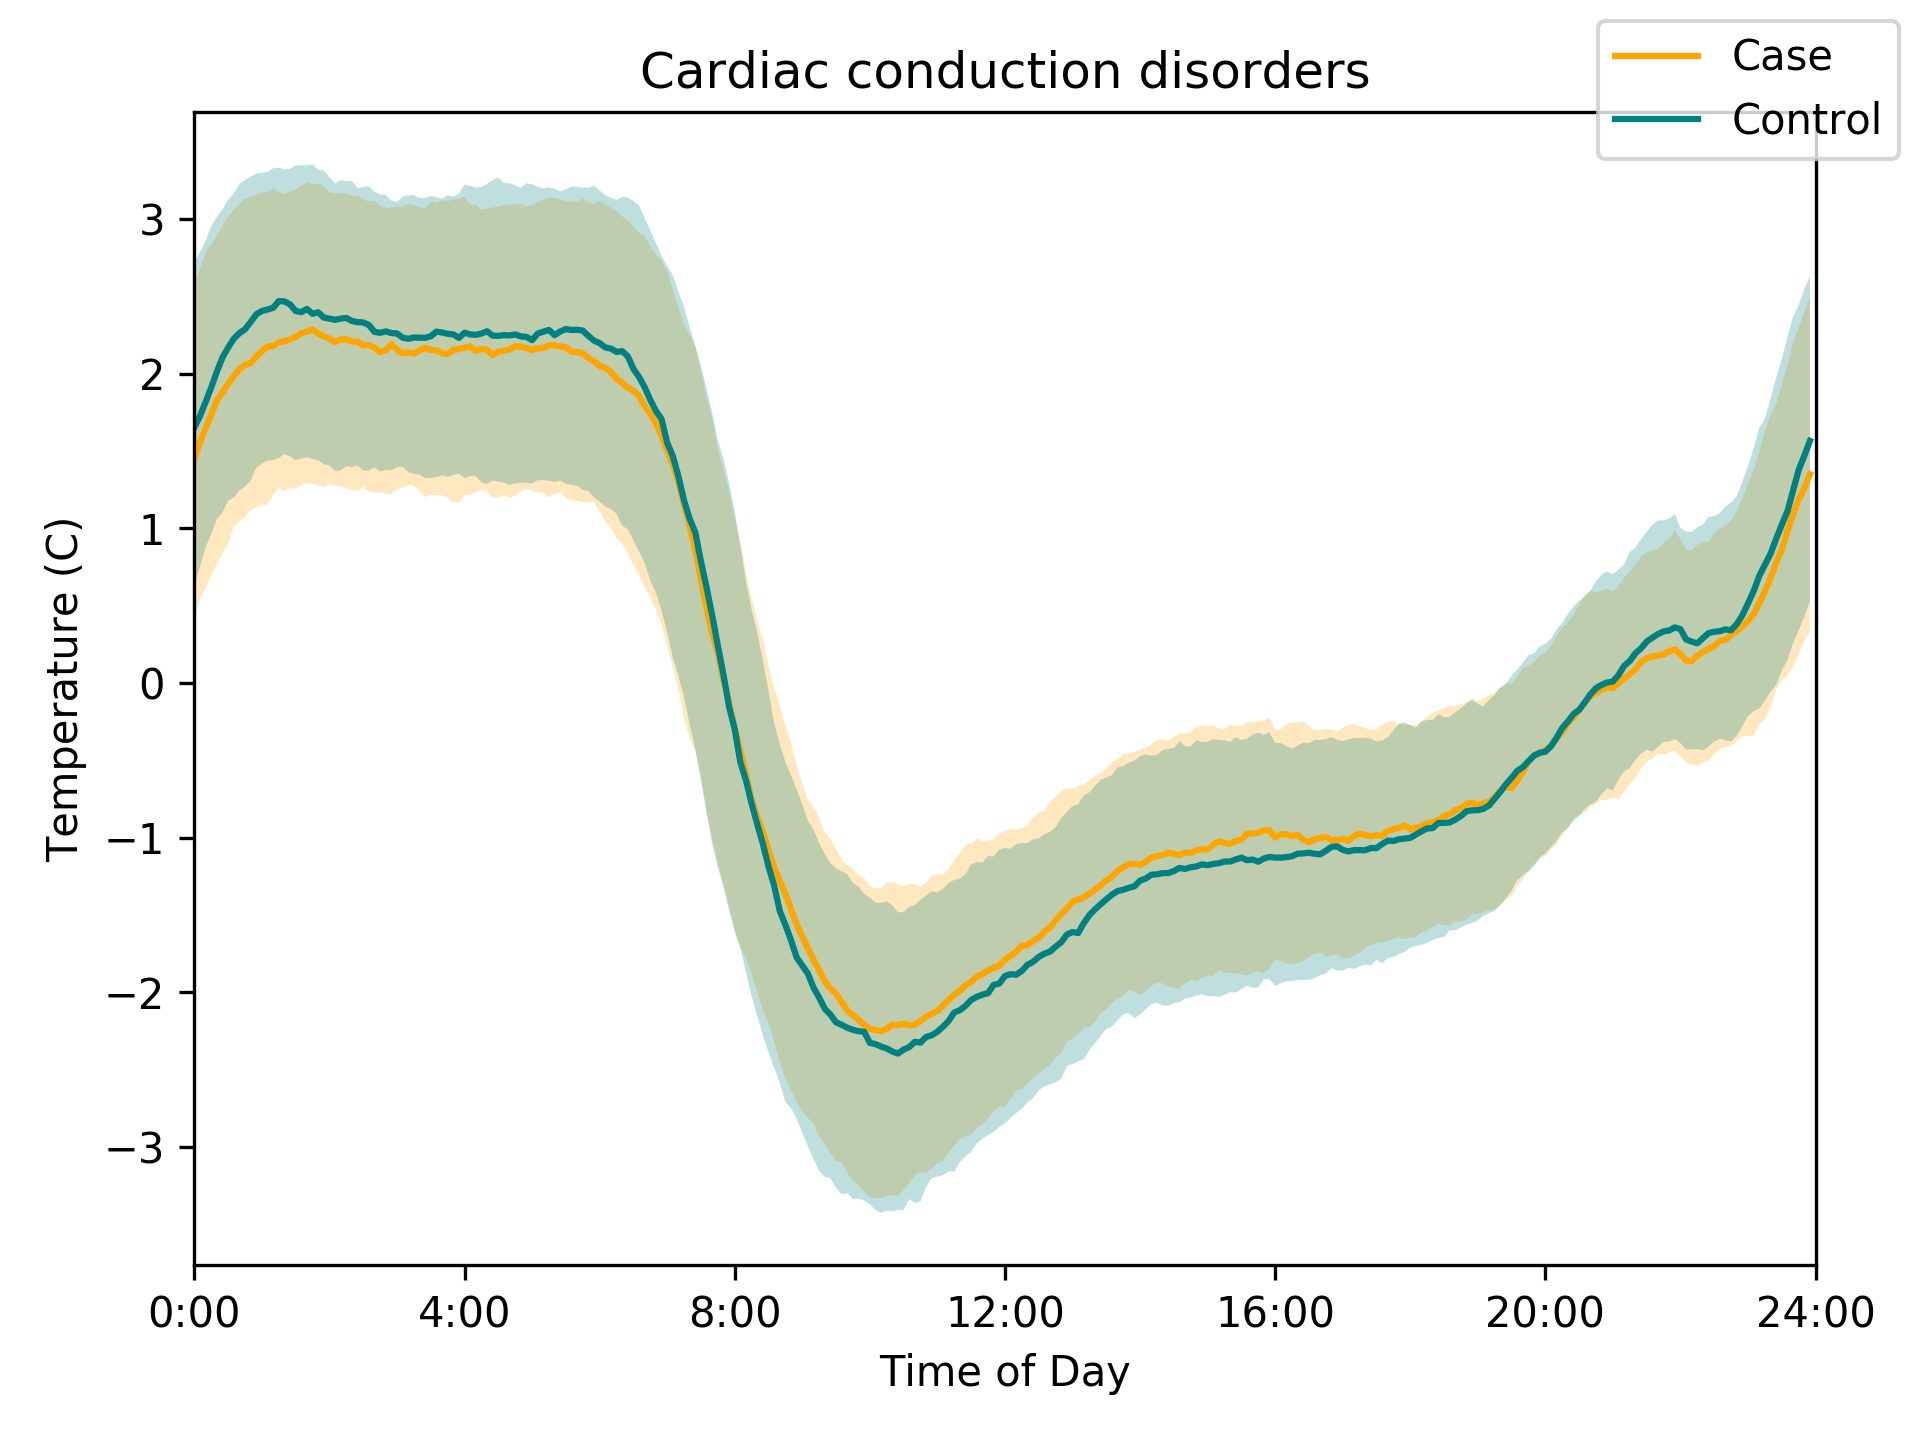 Cardiac conduction disorders
Case
Control
Temperature (C)
3
2
1
0
−1
−2
−3
0:00 4:00 8:00 12:00 16:00 20:00 24:00
Time of Day